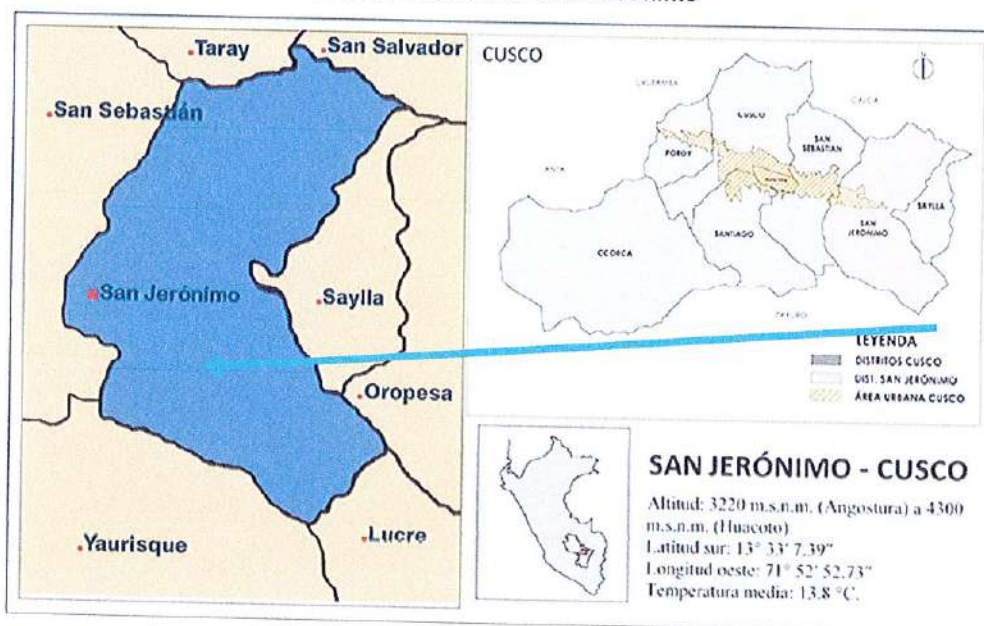 Taray
San Salvador
San Sebastián
San Jerónimo
Saylla
Oropesa
Yaurisque
Lucre
CUSCO
CUSCO
POROY
SAN
SEBASTIAN
SAYLLA
SAN
JERÓNIMO
SANTIAGO
CCORCA
LEYENDA
DISTRITOS CUSCO
DIST. SAN JERÓNIMO
ÁREA URBANA CUSCO
SAN JERÓNIMO - CUSCO
Altitud: 3220 m.s.n.m. (Angostura) a 4300
m.s.n.m. (Huacoto)
Latitud sur: 13° 33' 7.39"
Longitud oeste: 71° 52' 52.73"
Temperatura media: 13.8 °C.